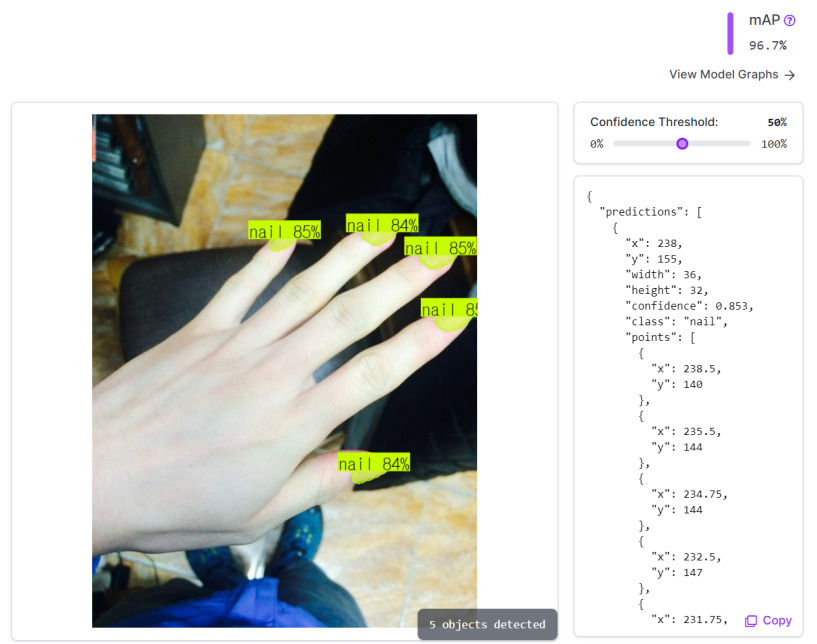 mAP
96.7%
View Model Graphs →
nail 85%
nail 84%
nail 85%
nail 85
nail 84%
5 objects detected
Confidence Threshold: 50%
0% 100%
{
"predictions": [
{
"x": 238,
"y": 155,
"width": 36,
"height": 32,
"confidence": 0.853,
"class": "nail",
"points": [
{
"x": 238.5,
"y": 140
},
{
"x": 235.5,
"y": 144
},
{
"x": 234.75,
"y": 144
},
{
"x": 232.5,
"y": 147
},
{
"x": 231.75,
Copy